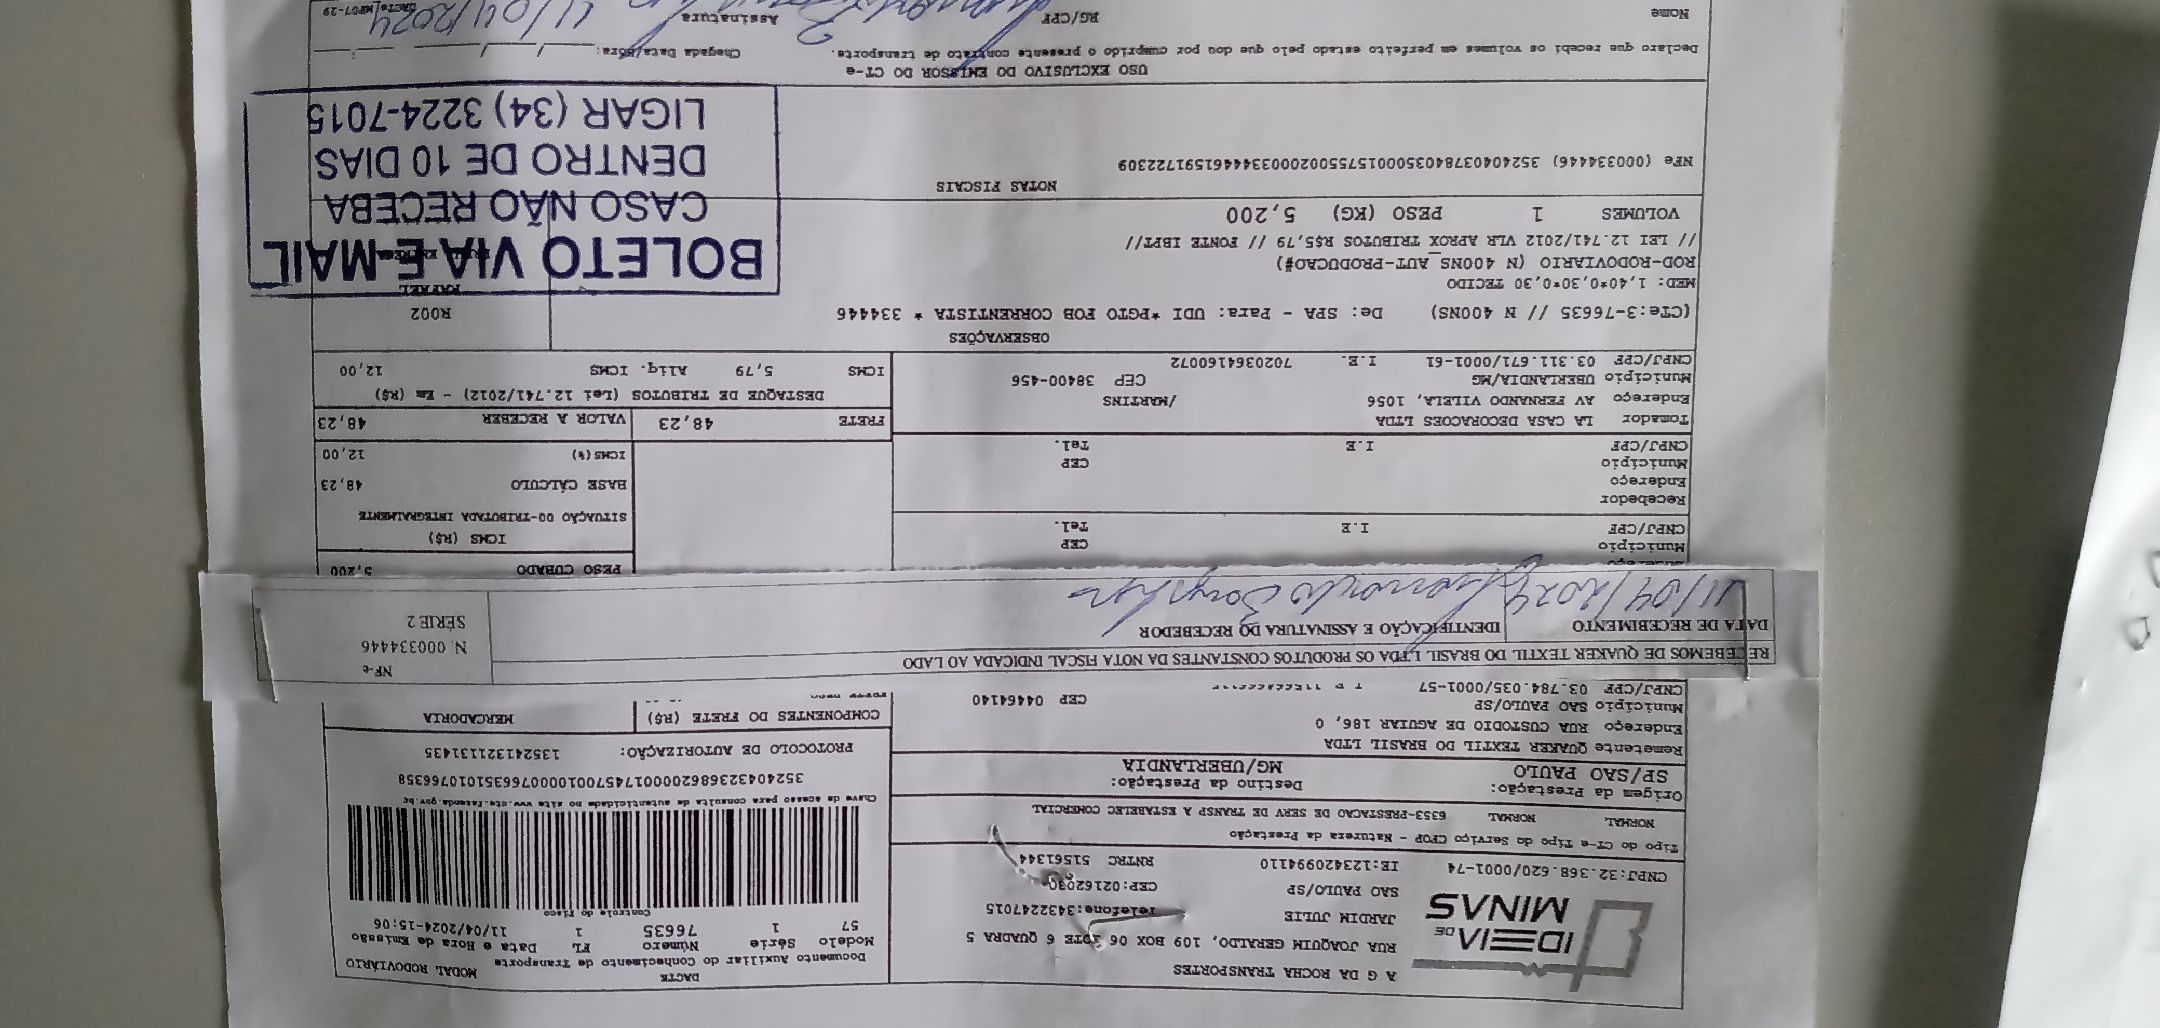 A G DA ROCHA TRANSPORTES
IDEIA DE MINAS
RUA JOAQUIM GERALDO, 109 BOX 06 LOTE 6 QUADRA 5
JARDIM JULIE Telefone:3432247015
SAO PAULO/SP CEP:02162030
CNPJ:32.368.620/0001-74 IE:123420994110 RNTRC 51561344
DACTE
Documento Auxiliar do Conhecimento de Transporte
MODAL RODOVIÁRIO
Modelo Série Número FL Data e Hora de Emissão
57 1 76635 1 11/04/2024-15:06
Controle do Fisco
Chave de acesso para consulta de autenticidade no site www.cte.fazenda.gov.br
PROTOCOLO DE AUTORIZAÇÃO: 135241321131435
Tipo do CT-e Tipo do Serviço CFOP - Natureza da Prestação
NORMAL NORMAL 6353-PRESTACAO DE SERV DE TRANSP A ESTABELEC COMERCIAL
Origem da Prestação: Destino da Prestação:
SP/SAO PAULO MG/UBERLANDIA
Remetente QUAKER TEXTIL DO BRASIL LTDA
Endereço RUA CUSTODIO DE AGUIAR 186, 0
Município SAO PAULO/SP CEP 04464140
CNPJ/CPF 03.784.035/0001-57
COMPONENTES DO FRETE (R$) MERCADORIA
RECEBEMOS DE QUAKER TEXTIL DO BRASIL LTDA OS PRODUTOS CONSTANTES DA NOTA FISCAL INDICADA AO LADO
DATA DE RECEBIMENTO IDENTIFICAÇÃO E ASSINATURA DO RECEBEDOR
11/04/2024
NF-e
N. 000334446
SÉRIE 2
Município CEP
CNPJ/CPF I.E Tel.
Recebedor
Endereço
Município CEP
CNPJ/CPF I.E Tel.
PESO CUBADO 5,200
ICMS (R$)
SITUAÇÃO 00-TRIBUTADA INTEGRALMENTE
BASE CÁLCULO 48,23
ICMS(%) 12,00
Tomador LA CASA DECORACOES LTDA
Endereço AV FERNANDO VILELA, 1056 /MARTINS
Município UBERLANDIA/MG CEP 38400-456
CNPJ/CPF 03.311.671/0001-61 I.E. 7020364160072
FRETE 48,23 VALOR A RECEBER 48,23
DESTAQUE DE TRIBUTOS (Lei 12.741/2012) - Em (R$)
ICMS 5,79 Alíq. ICMS 12,00
OBSERVAÇÕES
(CTe:3-76635 // N 400NS) De: SPA - Para: UDI *PGTO FOB CORRENTISTA * 334446
MED: 1,40*0,30*0,30 TECIDO
ROD-RODOVIARIO (N 400NS_AUT-PRODUCAO#)
// LEI 12.741/2012 VLR APROX TRIBUTOS R$5,79 // FONTE IBPT//
VOLUMES 1 PESO (KG) 5,200
R002
RAFAEL
BOLETO VIA E-MAIL
CASO NÃO RECEBA
DENTRO DE 10 DIAS
LIGAR (34) 3224-7015
NOTAS FISCAIS
NFe (000334446) 35240403784035000157550020003344461591722309
USO EXCLUSIVO DO EMISSOR DO CT-e
Declaro que recebi os volumes em perfeito estado pelo que dou por cumprido o presente contrato de transporte.
Chegada Data/Hora:
Nome RG/CPF Assinatura
11/04/2024